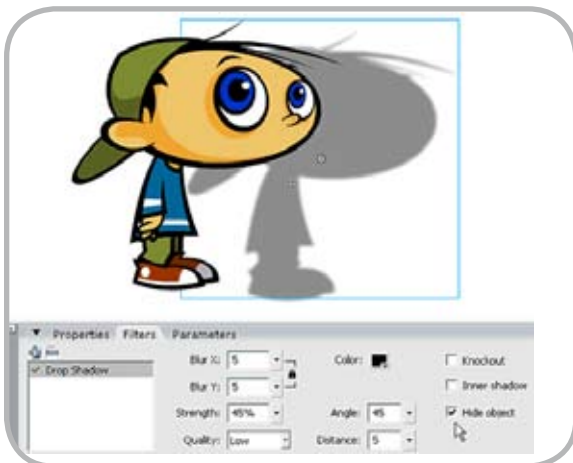 Properties Filters Parameters
Drop Shadow
Blur X: 5 Color: Knockout
Blur Y: 5 Inner shadow
Strength: 45% Angle: 45 Hide object
Quality: Low Distance: 5